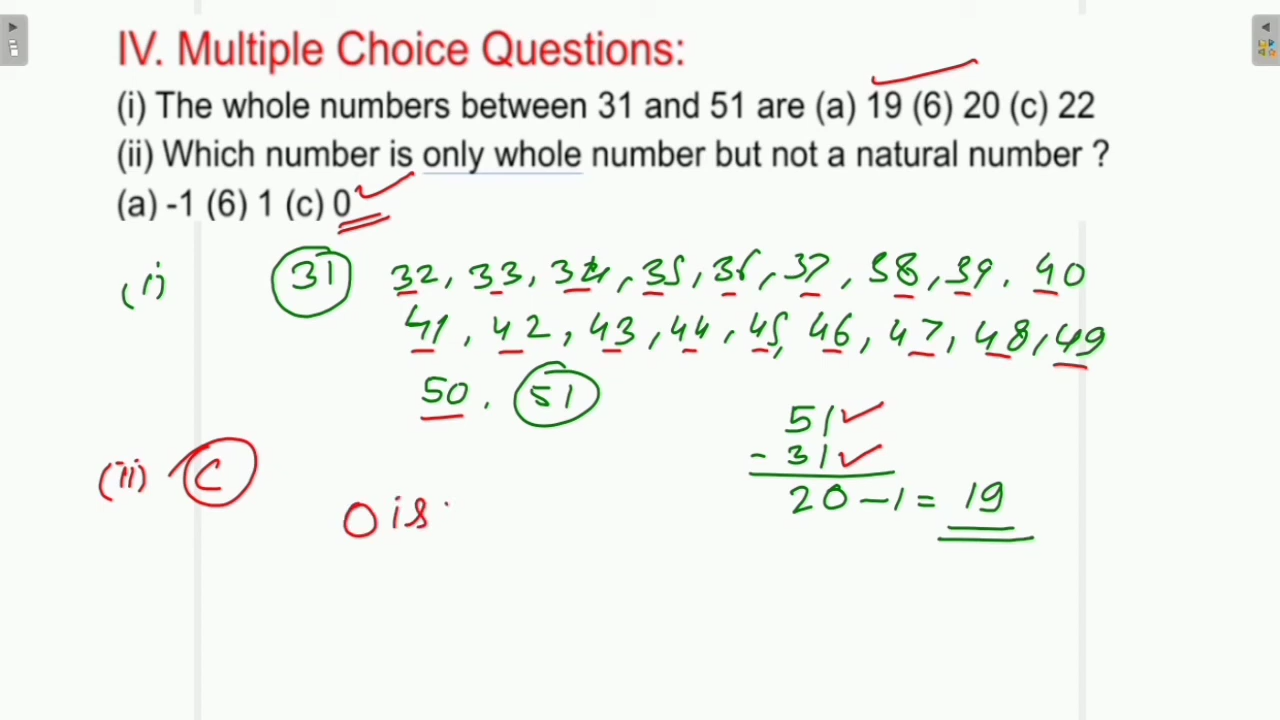 IV. Multiple Choice Questions:
(i) The whole numbers between 31 and 51 are (a) 19 (6) 20 (c) 22
(ii) Which number is only whole number but not a natural number ?
(a) -1 (6) 1 (c) 0
(i) 31 32, 33, 34, 35, 36, 37, 38, 39. 40
41, 42, 43, 44, 45, 46, 47, 48, 49
50. 51
51
- 31
20 - 1 = 19
(ii) C
0 is